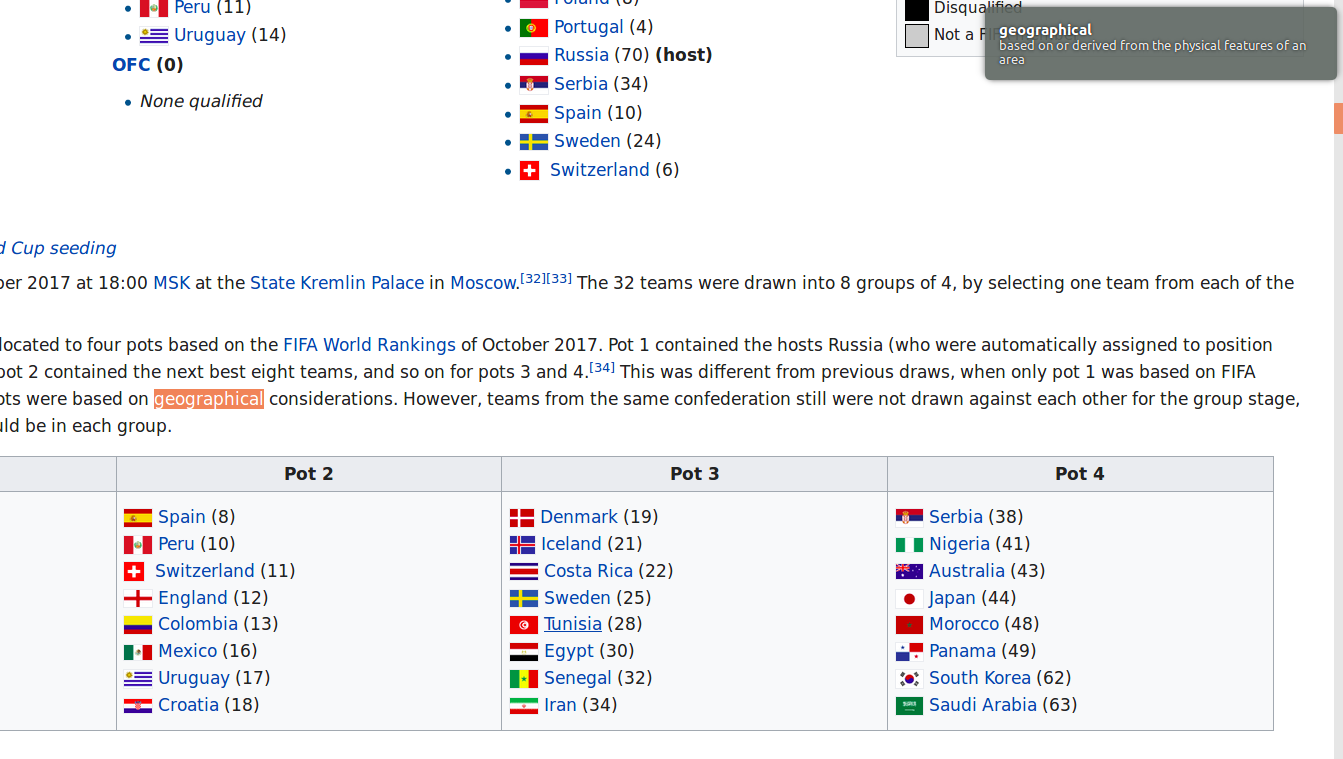 Peru (11)
Uruguay (14)
OFC (0)
None qualified
Portugal (4)
Russia (70) (host)
Serbia (34)
Spain (10)
Sweden (24)
Switzerland (6)
Disqualified
Not a
geographical
based on or derived from the physical features of an
area
Cup seeding
2017 at 18:00 MSK at the State Kremlin Palace in Moscow.[32][33] The 32 teams were drawn into 8 groups of 4, by selecting one team from each of the
to four pots based on the FIFA World Rankings of October 2017. Pot 1 contained the hosts Russia (who were automatically assigned to position
pot 2 contained the next best eight teams, and so on for pots 3 and 4.[34] This was different from previous draws, when only pot 1 was based on FIFA
were based on geographical considerations. However, teams from the same confederation still were not drawn against each other for the group stage,
be in each group.
Pot 2
Spain (8)
Peru (10)
Switzerland (11)
England (12)
Colombia (13)
Mexico (16)
Uruguay (17)
Croatia (18)
Pot 3
Denmark (19)
Iceland (21)
Costa Rica (22)
Sweden (25)
Tunisia (28)
Egypt (30)
Senegal (32)
Iran (34)
Pot 4
Serbia (38)
Nigeria (41)
Australia (43)
Japan (44)
Morocco (48)
Panama (49)
South Korea (62)
Saudi Arabia (63)